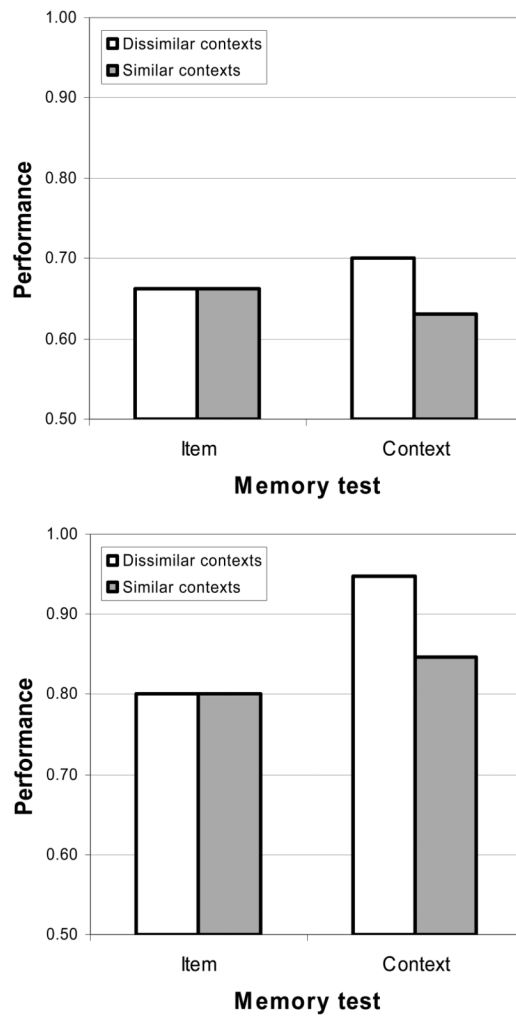 1.00
Dissimilar contexts
Similar contexts
0.90
0.80
0.70
0.60
0.50
Performance
Item Context
Memory test
1.00
Dissimilar contexts
Similar contexts
0.90
0.80
0.70
0.60
0.50
Performance
Item Context
Memory test